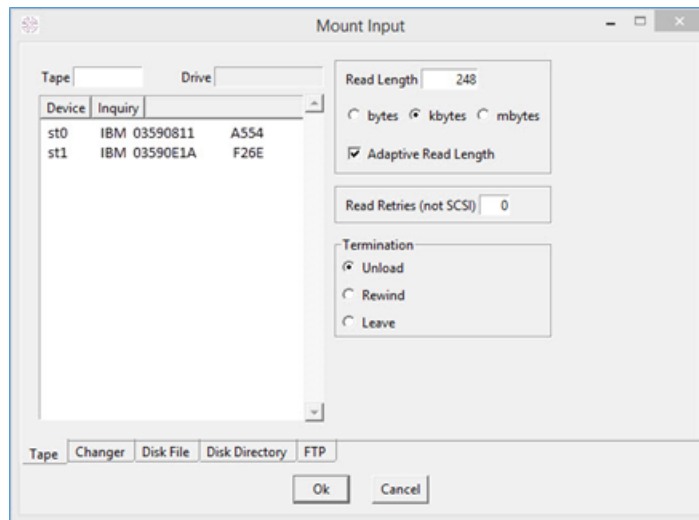 Mount Input
Tape
Drive
Device Inquiry
st0 IBM 03590811 A554
st1 IBM 03590E1A F26E
Read Length 248
bytes kbytes mbytes
Adaptive Read Length
Read Retries (not SCSI) 0
Termination
Unload
Rewind
Leave
Tape Changer Disk File Disk Directory FTP
Ok Cancel